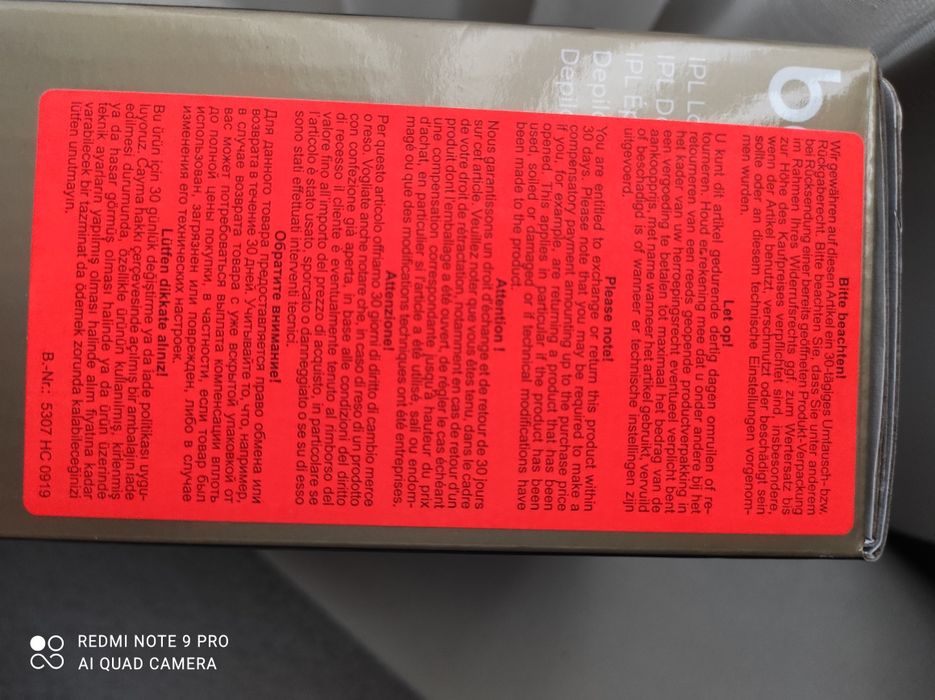 IPL
IPL D
IPL É
Depil
Depil
Bitte beachten!
Wir gewähren auf diesen Artikel ein 30-tägiges Umtausch- bzw.
Rückgaberecht. Bitte beachten Sie, dass Sie unter anderem
bei Rücksendung einer bereits geöffneten Produkt-Verpackung
im Rahmen Ihres Widerrufsrechts ggf. zum Wertersatz bis
zur Höhe des Kaufpreises verpflichtet sind, insbesondere,
wenn der Artikel benutzt, verschmutzt oder beschädigt sein
sollte oder an diesem technische Einstellungen vorgenom-
men wurden.
Let op!
U kunt dit artikel gedurende dertig dagen omruilen of re-
tourneren. Houd er rekening mee dat u onder andere bij het
retourneren van een reeds geopende productverpakking in
het kader van uw herroepingsrecht eventueel verplicht bent
een vergoeding te betalen tot maximaal het bedrag van de
aankoopprijs, met name wanneer het artikel gebruikt, vervuild
of beschadigd is of wanneer er technische instellingen zijn
uitgevoerd.
Please note!
You are entitled to exchange or return this product within
30 days. Please note that you may be required to make a
compensatory payment amounting up to the purchase price
if you, for example, are returning a product that has been
opened. This applies in particular if the product has been
used, soiled or damaged or if technical modifications have
been made to the product.
Attention !
Nous garantissons un droit d'échange et de retour de 30 jours
sur cet article. Veuillez noter que vous êtes tenu, dans le cadre
de votre droit de rétractation, notamment en cas de retour d'un
produit dont l'emballage a été ouvert, de régler le cas échéant
une compensation correspondante jusqu'à hauteur du prix
d'achat, en particulier si l'article a été utilisé, sali ou endom-
magé ou que des modifications techniques ont été entreprises.
Attenzione!
Per questo articolo offriamo 30 giorni di diritto di cambio merce
o reso. Vogliate anche notare che, in caso di reso di un prodotto
con confezione già aperta, in base alle condizioni del diritto
di recesso il cliente è eventualmente tenuto al rimborso del
valore fino all'importo del prezzo di acquisto, in particolare se
l'articolo è stato usato, sporcato o danneggiato o se su di esso
sono stati effettuati interventi tecnici.
Обратите внимание!
Для данного товара предоставляется право обмена или
возврата в течение 30 дней. Учитывайте то, что, например,
в случае возврата товара с уже вскрытой упаковкой от
вас может потребоваться выплата компенсации вплоть
до полной цены покупки, в частности, если товар был
использован, загрязнен или поврежден, либо в случае
изменения его технических настроек.
Lütfen dikkate alınız!
Bu ürün için 30 günlük değiştirme ya da iade politikası uygu-
luyoruz. Cayma hakkı çerçevesinde açılmış bir ambalajın iade
edilmesi durumunda, özellikle ürünün kullanılmış, kirlenmiş
ya da hasar görmüş olması halinde ya da ürün üzerinde
teknik ayarların yapılmış olması halinde alım fiyatına kadar
varabilecek bir tazminat da ödemek zorunda kalabileceğinizi
lütfen unutmayın.
B.-Nr.: 5307 HC 0919
REDMI NOTE 9 PRO
AI QUAD CAMERA